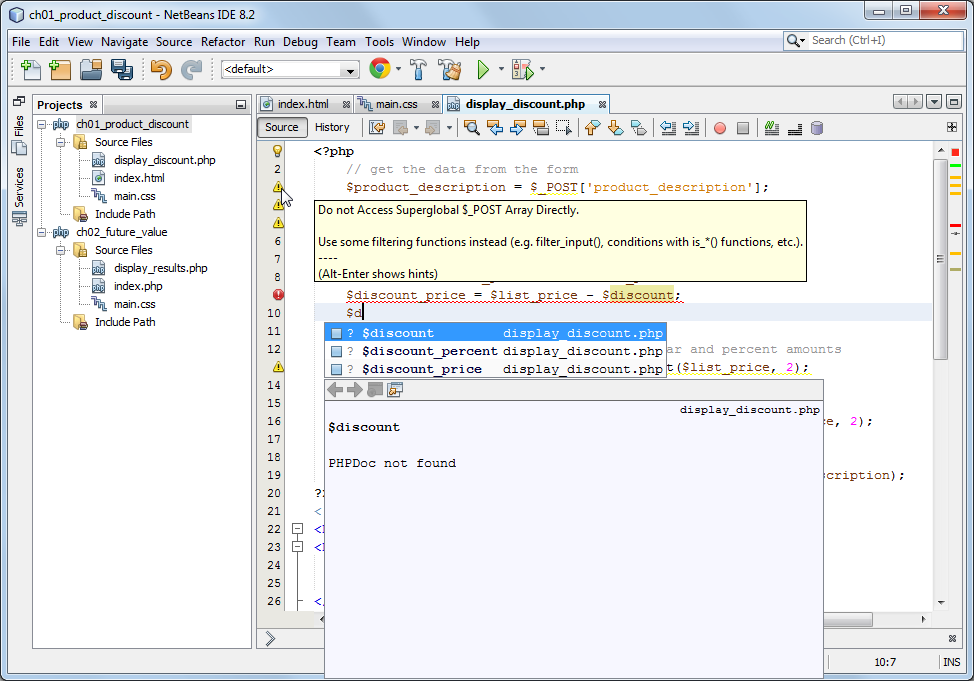 ch01_product_discount - NetBeans IDE 8.2
File Edit View Navigate Source Refactor Run Debug Team Tools Window Help
Search (Ctrl+I)
<default>
Projects
index.html
main.css
display_discount.php
Files
Services
ch01_product_discount
Source Files
display_discount.php
index.html
main.css
Include Path
ch02_future_value
Source Files
display_results.php
index.php
main.css
Include Path
Source History
<?php
2 // get the data from the form
$product_description = $_POST['product_description'];
Do not Access Superglobal $_POST Array Directly.
Use some filtering functions instead (e.g. filter_input(), conditions with is_*() functions, etc.).
----
(Alt-Enter shows hints)
6
7
8
$discount_price = $list_price - $discount;
10 $d
11
$discount display_discount.php
12 ar and percent amounts
? $discount_percent display_discount.php
t($list_price, 2);
? $discount_price display_discount.php
14
15
16 e, 2);
17
18
19 cription);
20 ?>
21 <
22 <
23 <
24
25
26 <
display_discount.php
$discount
PHPDoc not found
10:7 INS